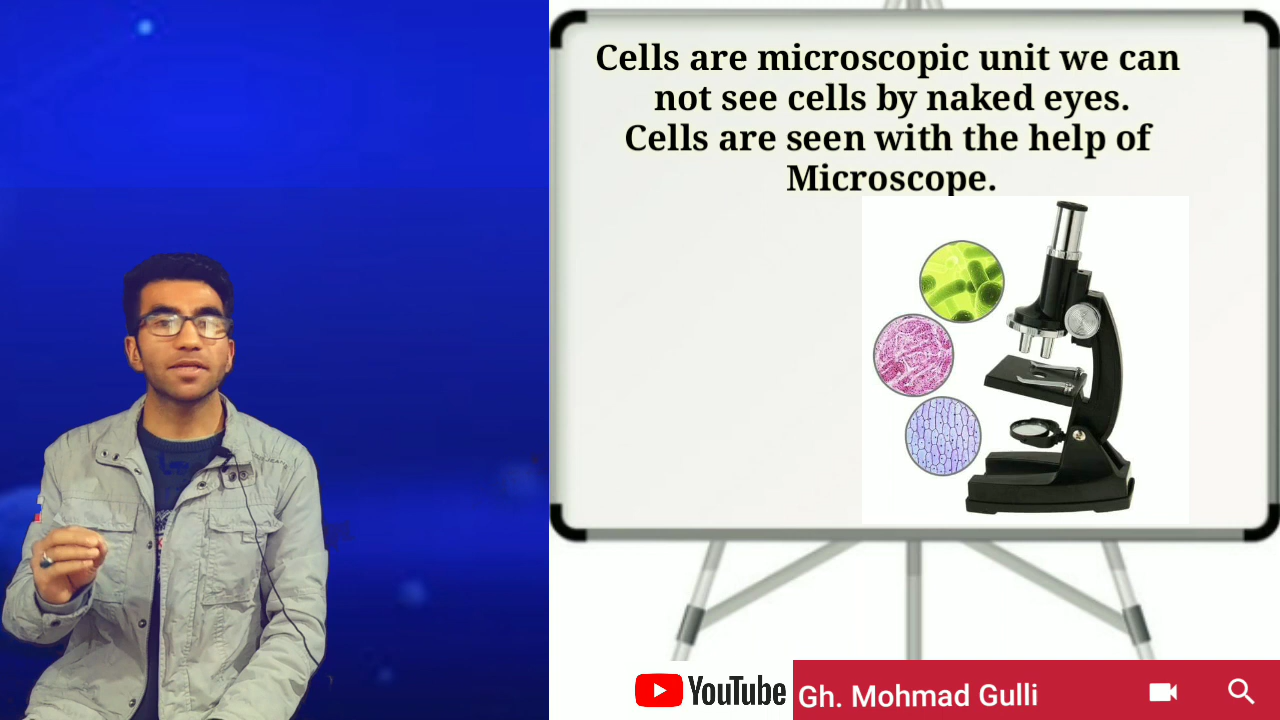 Cells are microscopic unit we can
not see cells by naked eyes.
Cells are seen with the help of
Microscope.
YouTube
Gh. Mohmad Gulli